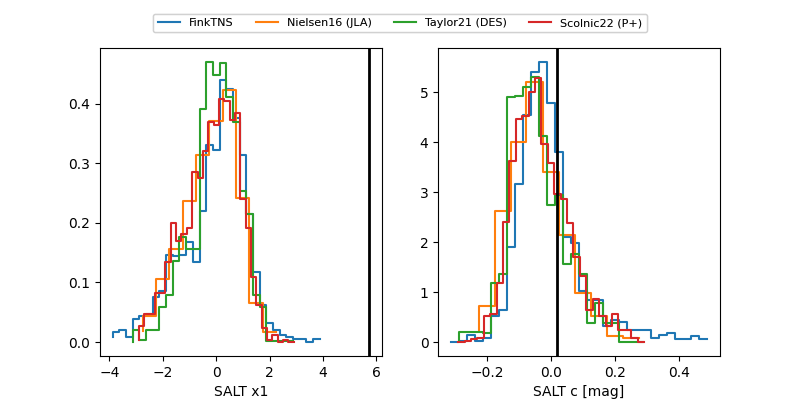 FinkTNS Nielsen16 (JLA) Taylor21 (DES) Scolnic22 (P+)
0.4
0.3
0.2
0.1
0.0
−4 −2 0 2 4 6
SALT x1
5
4
3
2
1
0
−0.2 0.0 0.2 0.4
SALT c [mag]